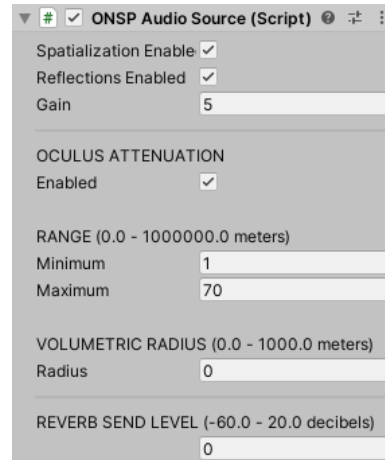 # ONSP Audio Source (Script)
Spatialization Enable
Reflections Enabled
Gain 5
OCULUS ATTENUATION
Enabled
RANGE (0.0 - 1000000.0 meters)
Minimum 1
Maximum 70
VOLUMETRIC RADIUS (0.0 - 1000.0 meters)
Radius 0
REVERB SEND LEVEL (-60.0 - 20.0 decibels)
0